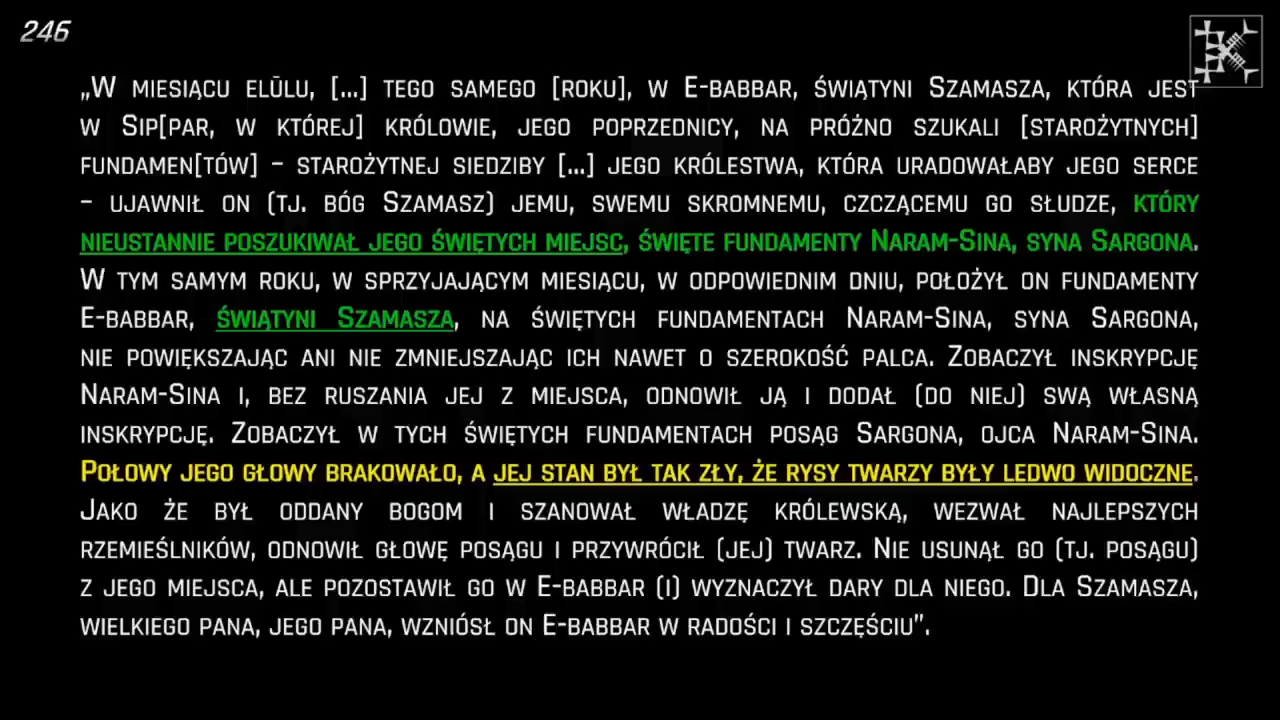 246
„W MIESIĄCU ELŪLU, [...] TEGO SAMEGO [ROKU], W E-BABBAR, ŚWIĄTYNI SZAMASZA, KTÓRA JEST
W SIP[PAR, W KTÓREJ] KRÓLOWIE, JEGO POPRZEDNICY, NA PRÓŻNO SZUKALI [STAROŻYTNYCH]
FUNDAMEN[TÓW] – STAROŻYTNEJ SIEDZIBY [...] JEGO KRÓLESTWA, KTÓRA URADOWAŁABY JEGO SERCE
– UJAWNIŁ ON (TJ. BÓG SZAMASZ) JEMU, SWEMU SKROMNEMU, CZCZĄCEMU GO SŁUDZE, KTÓRY
NIEUSTANNIE POSZUKIWAŁ JEGO ŚWIĘTYCH MIEJSC, ŚWIĘTE FUNDAMENTY NARAM-SINA, SYNA SARGONA.
W TYM SAMYM ROKU, W SPRZYJAJĄCYM MIESIĄCU, W ODPOWIEDNIM DNIU, POŁOŻYŁ ON FUNDAMENTY
E-BABBAR, ŚWIĄTYNI SZAMASZA, NA ŚWIĘTYCH FUNDAMENTACH NARAM-SINA, SYNA SARGONA,
NIE POWIĘKSZAJĄC ANI NIE ZMNIEJSZAJĄC ICH NAWET O SZEROKOŚĆ PALCA. ZOBACZYŁ INSKRYPCJĘ
NARAM-SINA I, BEZ RUSZANIA JEJ Z MIEJSCA, ODNOWIŁ JĄ I DODAŁ (DO NIEJ) SWĄ WŁASNĄ
INSKRYPCJĘ. ZOBACZYŁ W TYCH ŚWIĘTYCH FUNDAMENTACH POSĄG SARGONA, OJCA NARAM-SINA.
POŁOWY JEGO GŁOWY BRAKOWAŁO, A JEJ STAN BYŁ TAK ZŁY, ŻE RYSY TWARZY BYŁY LEDWO WIDOCZNE.
JAKO ŻE BYŁ ODDANY BOGOM I SZANOWAŁ WŁADZĘ KRÓLEWSKĄ, WEZWAŁ NAJLEPSZYCH
RZEMIEŚLNIKÓW, ODNOWIŁ GŁOWĘ POSĄGU I PRZYWRÓCIŁ (JEJ) TWARZ. NIE USUNĄŁ GO (TJ. POSĄGU)
Z JEGO MIEJSCA, ALE POZOSTAWIŁ GO W E-BABBAR (I) WYZNACZYŁ DARY DLA NIEGO. DLA SZAMASZA,
WIELKIEGO PANA, JEGO PANA, WZNIÓSŁ ON E-BABBAR W RADOŚCI I SZCZĘŚCIU”.